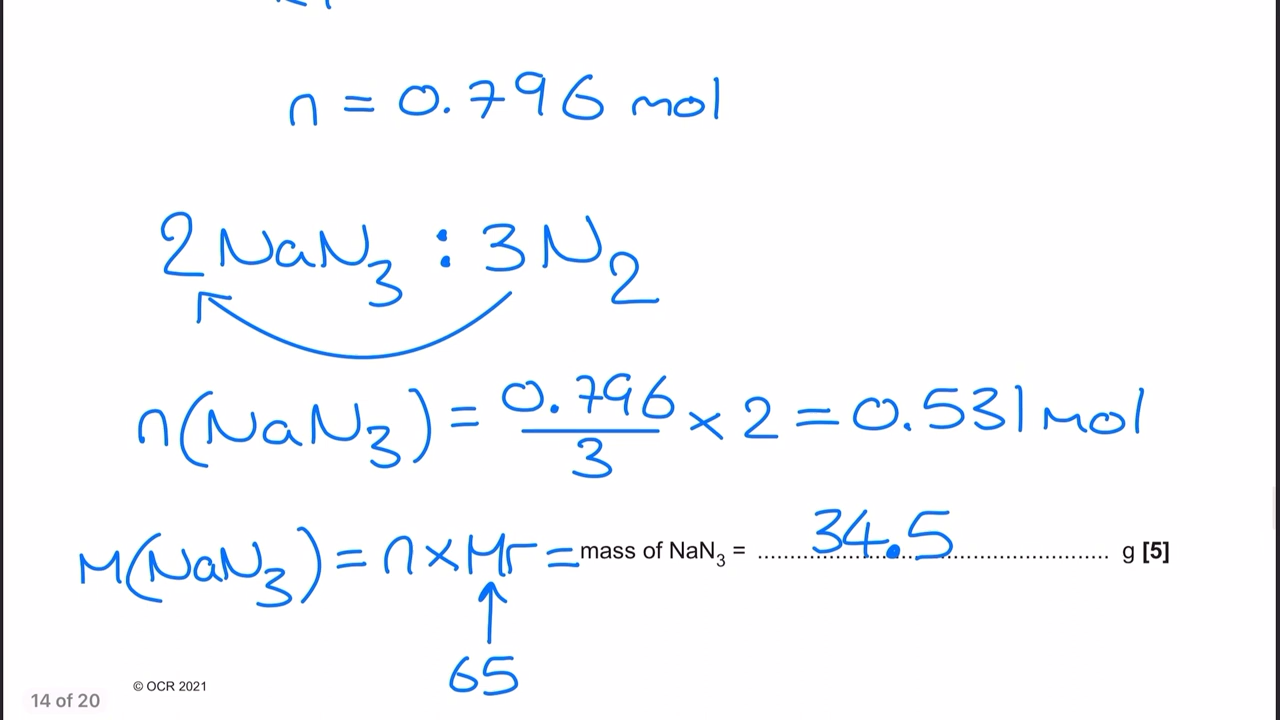 n = 0.796 mol
2NaN₃ : 3N₂
n(NaN₃) = 0.796/3 × 2 = 0.531 mol
M(NaN₃) = n × Mr = mass of NaN₃ = 34.5 g [5]
65
© OCR 2021
14 of 20